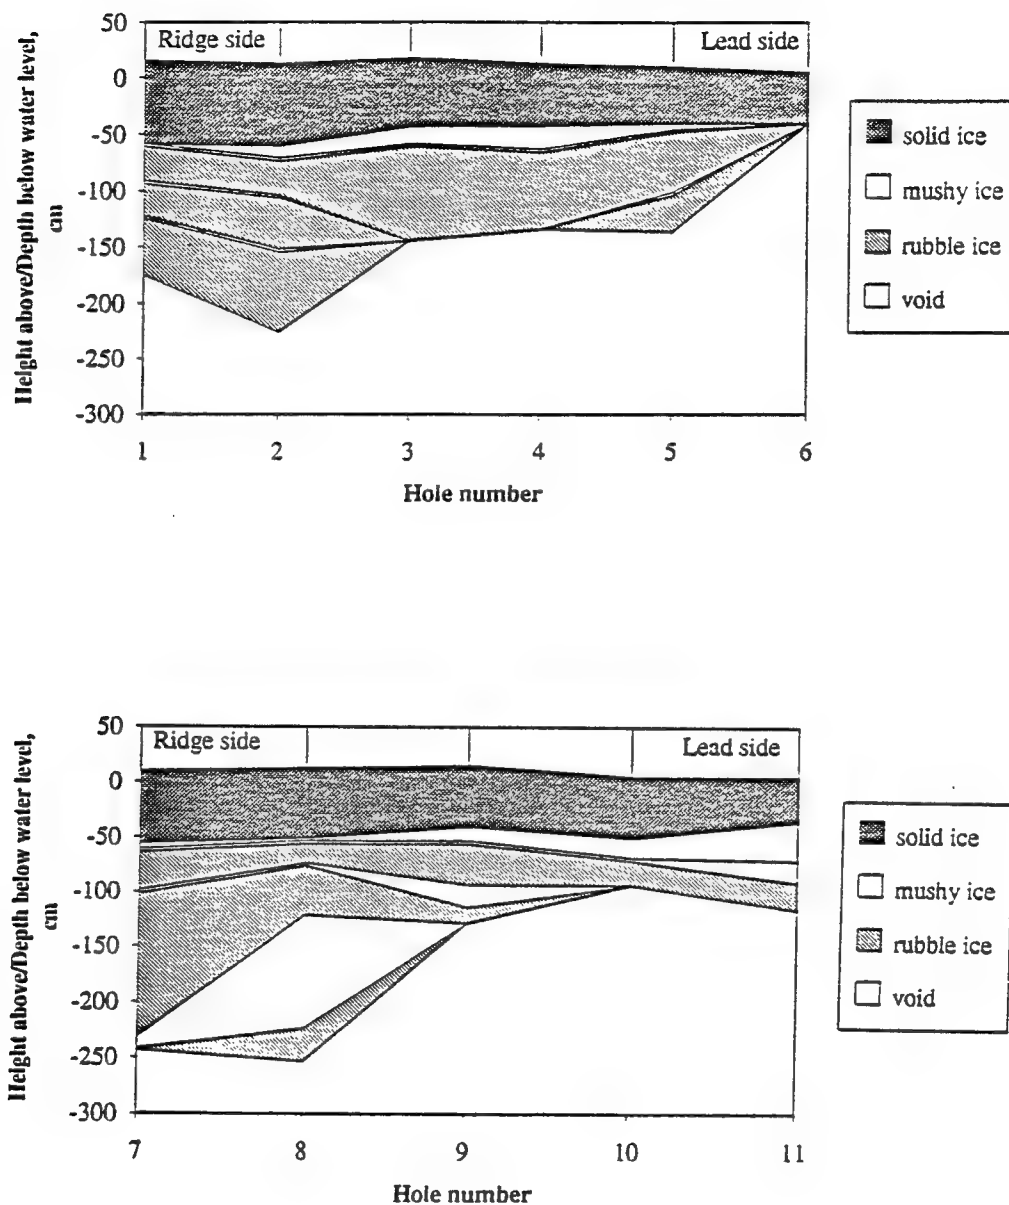 Height above/Depth below water level,
cm
50
0
-50
-100
-150
-200
-250
-300
Ridge side
Lead side
1 2 3 4 5 6
Hole number
solid ice
mushy ice
rubble ice
void
Height above/Depth below water level,
cm
50
0
-50
-100
-150
-200
-250
-300
Ridge side
Lead side
7 8 9 10 11
Hole number
solid ice
mushy ice
rubble ice
void